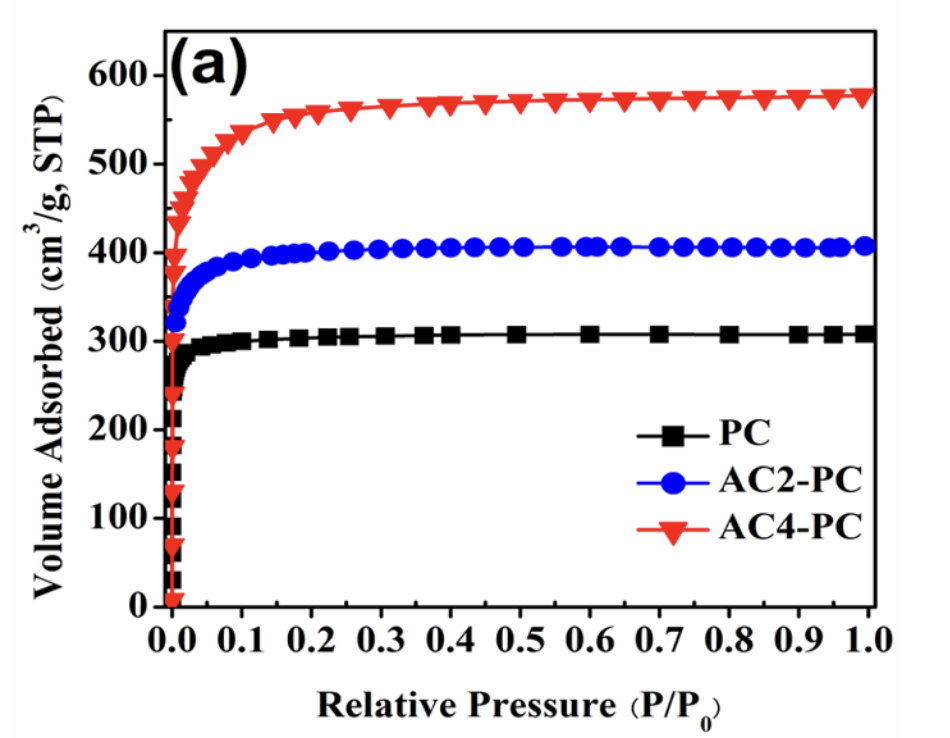 (a)
600
500
400
300
200
100
0
Volume Adsorbed (cm³/g, STP)
PC
AC2-PC
AC4-PC
0.0 0.1 0.2 0.3 0.4 0.5 0.6 0.7 0.8 0.9 1.0
Relative Pressure (P/P₀)